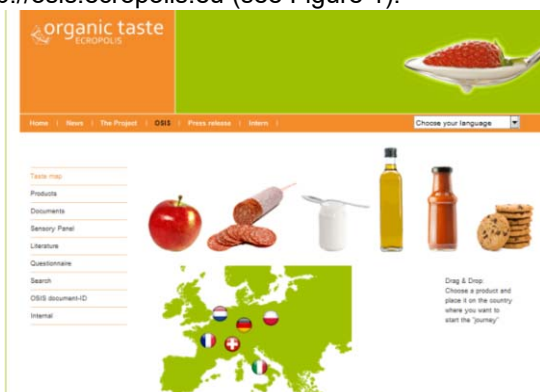 ://osis.ecropolis.eu (see Figure 1).
organic taste
ECROPOLIS
Home | News | The Project | OSIS | Press release | Intern |
Choose your language
Taste map
Products
Documents
Sensory Panel
Literature
Questionnaire
Search
OSIS document-ID
Internal
Drag & Drop:
Choose a product and
place it on the country
where you want to
start the "journey"